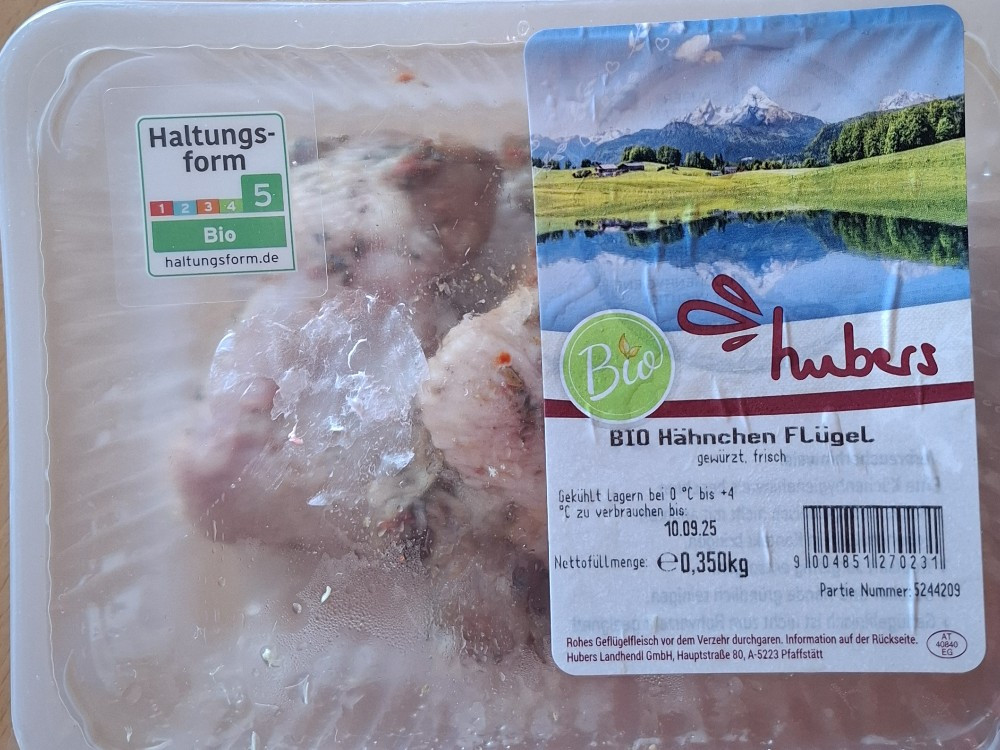 Haltungs-
form
1 2 3 4 5
Bio
haltungsform.de
Bio
hubers
BIO Hähnchen Flügel
gewürzt, frisch
Gekühlt lagern bei 0 °C bis +4
°C zu verbrauchen bis:
10.09.25
Nettofüllmenge: ℮0,350kg
9 004851 270231
Partie Nummer: 5244209
Rohes Geflügelfleisch vor dem Verzehr durchgaren. Information auf der Rückseite.
Hubers Landhendl GmbH, Hauptstraße 80, A-5223 Pfaffstätt
AT
40840
EG